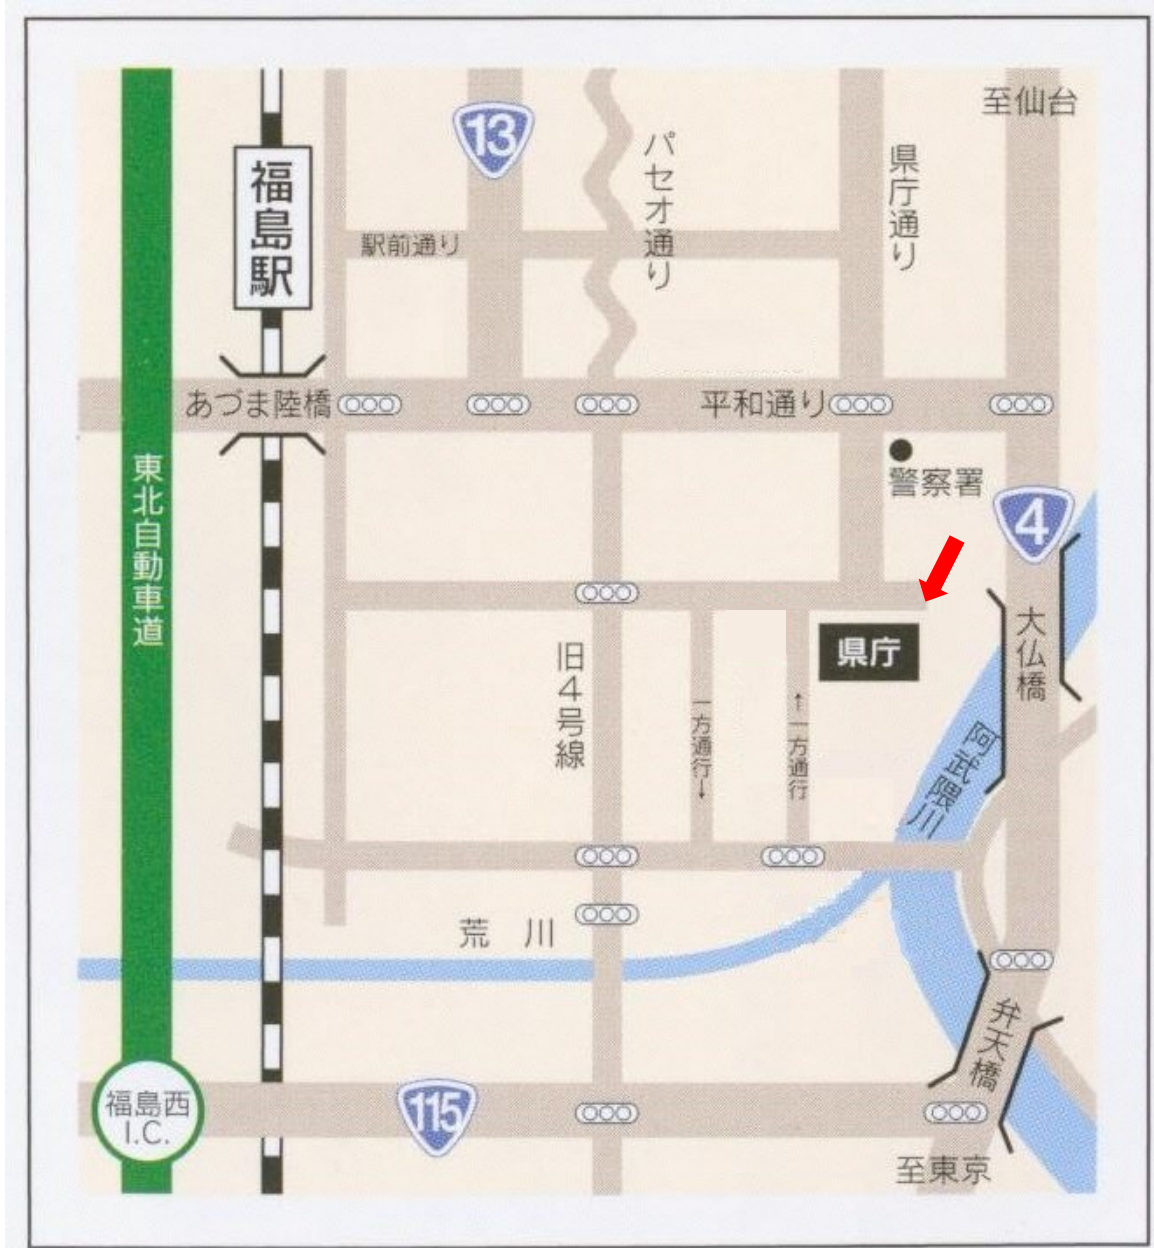 至仙台
13
パセオ通り
県庁通り
福島駅
駅前通り
あづま陸橋
平和通り
東北自動車道
警察署
4
大仏橋
県庁
旧4号線
一方通行↓
↑一方通行
阿武隈川
荒川
弁天橋
福島西
I.C.
115
至東京